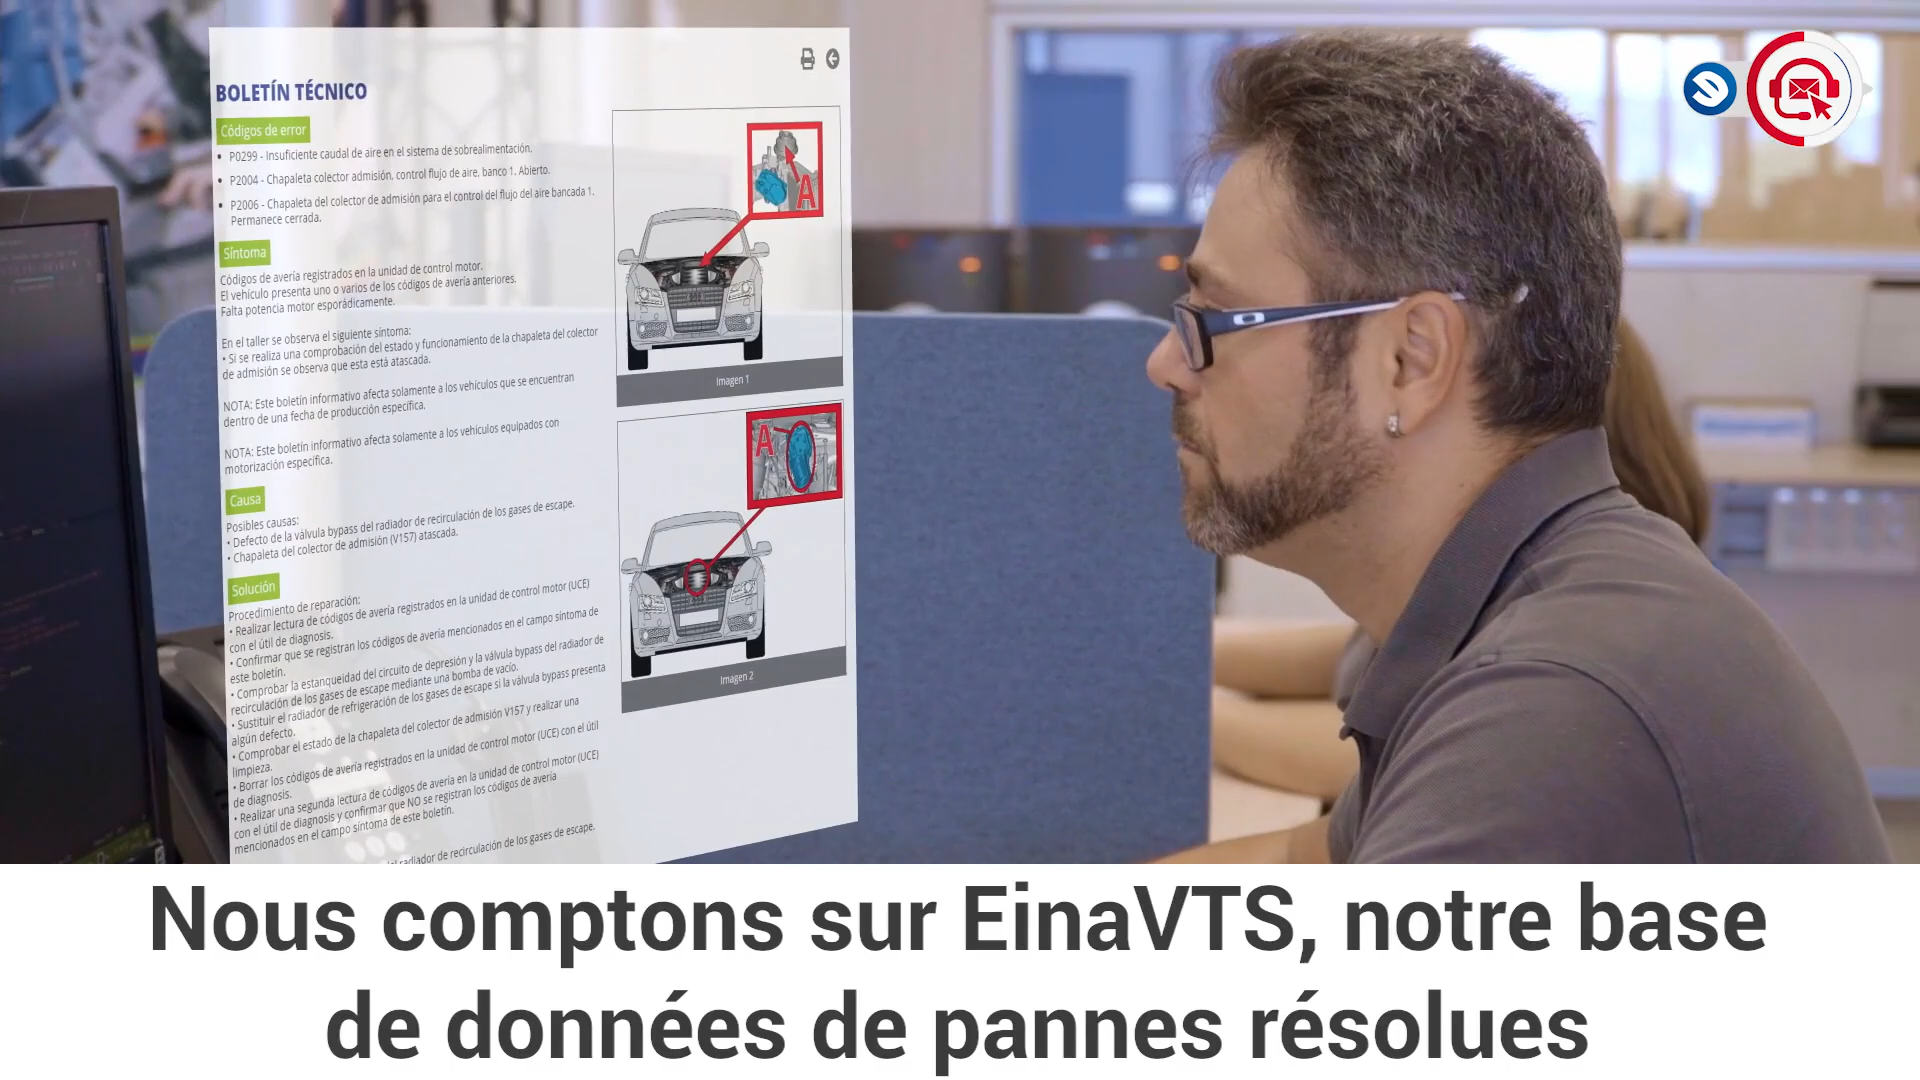 BOLETÍN TÉCNICO
Códigos de error
• P0299 - Insuficiente caudal de aire en el sistema de sobrealimentación.
• P2004 - Chapaleta colector admisión, control flujo de aire, banco 1. Abierto.
• P2006 - Chapaleta del colector de admisión para el control del flujo del aire bancada 1.
Permanece cerrada.
Síntoma
Códigos de avería registrados en la unidad de control motor.
El vehículo presenta uno o varios de los códigos de avería anteriores.
Falta potencia motor esporádicamente.
En el taller se observa el siguiente síntoma:
• Si se realiza una comprobación del estado y funcionamiento de la chapaleta del colector
de admisión se observa que esta está atascada.
NOTA: Este boletín informativo afecta solamente a los vehículos que se encuentran
dentro de una fecha de producción específica.
NOTA: Este boletín informativo afecta solamente a los vehículos equipados con
motorización específica.
Causa
Posibles causas:
• Defecto de la válvula bypass del radiador de recirculación de los gases de escape.
• Chapaleta del colector de admisión (V157) atascada.
Solución
Procedimiento de reparación:
• Realizar lectura de códigos de avería registrados en la unidad de control motor (UCE)
con el útil de diagnosis.
• Confirmar que se registran los códigos de avería mencionados en el campo síntoma de
este boletín.
• Comprobar la estanqueidad del circuito de depresión y la válvula bypass del radiador de
recirculación de los gases de escape mediante una bomba de vacío.
• Sustituir el radiador de refrigeración de los gases de escape si la válvula bypass presenta
algún defecto.
• Comprobar el estado de la chapaleta del colector de admisión V157 y realizar una
limpieza.
• Borrar los códigos de avería registrados en la unidad de control motor (UCE) con el útil
de diagnosis.
• Realizar una segunda lectura de códigos de avería en la unidad de control motor (UCE)
con el útil de diagnosis y confirmar que NO se registran los códigos de avería
mencionados en el campo síntoma de este boletín.
radiador de recirculación de los gases de escape.
A
Imagen 1
A
Imagen 2
Nous comptons sur EinaVTS, notre base
de données de pannes résolues